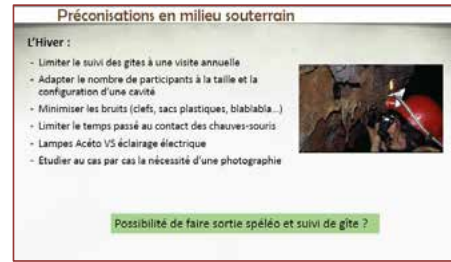 Préconisations en milieu souterrain
L'Hiver :
- Limiter le suivi des gites à une visite annuelle
- Adapter le nombre de participants à la taille et la
configuration d'une cavité
- Minimiser les bruits (clefs, sacs plastiques, blablabla...)
- Limiter le temps passé au contact des chauves-souris
- Lampes Acéto VS éclairage électrique
- Etudier au cas par cas la nécessité d'une photographie
Possibilité de faire sortie spéléo et suivi de gîte ?